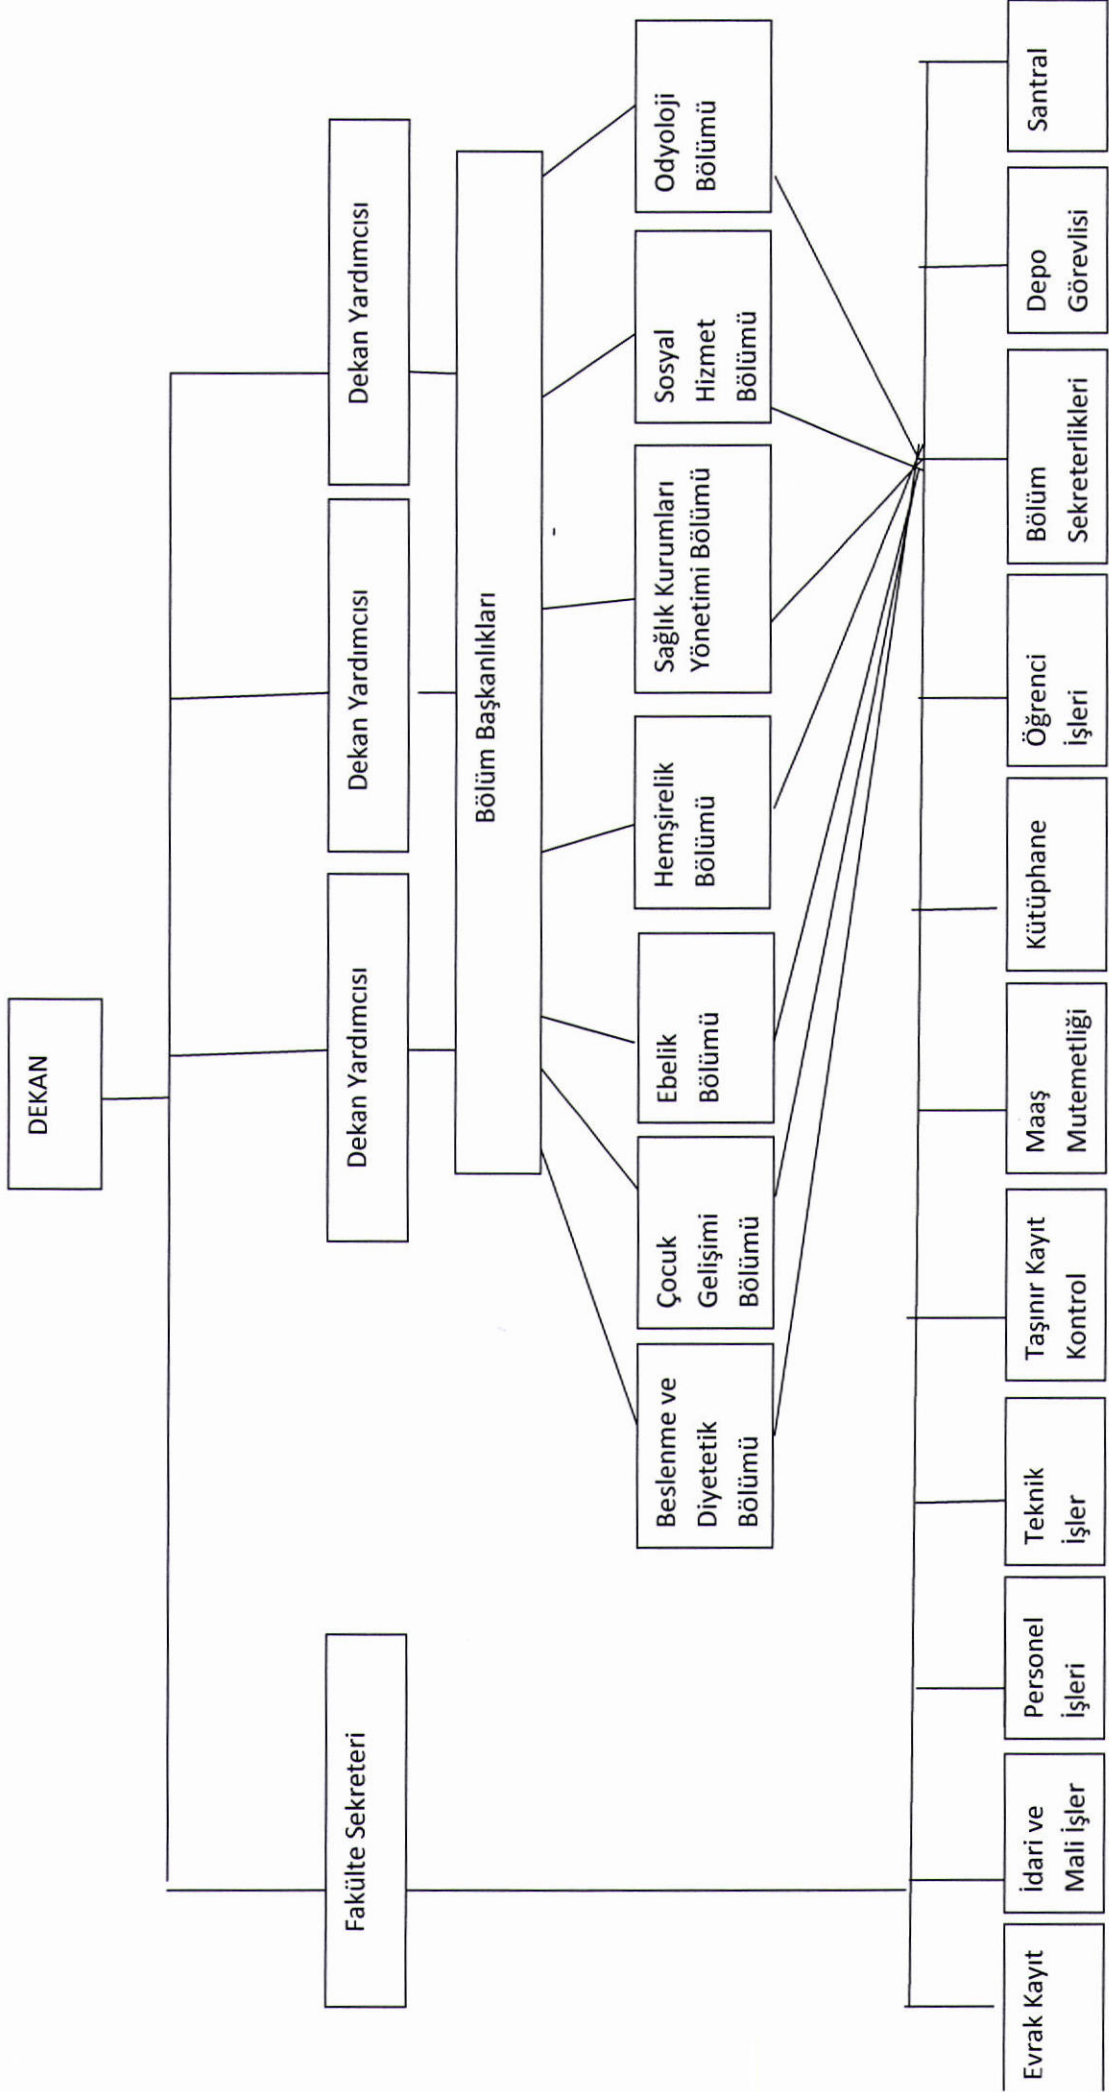 DEKAN
Fakülte Sekreteri
Dekan Yardımcısı
Dekan Yardımcısı
Dekan Yardımcısı
Bölüm Başkanlıkları
Beslenme ve
Diyetetik
Bölümü
Çocuk
Gelişimi
Bölümü
Ebelik
Bölümü
Hemşirelik
Bölümü
Sağlık Kurumları
Yönetimi Bölümü
Sosyal
Hizmet
Bölümü
Odyoloji
Bölümü
Evrak Kayıt
İdari ve
Mali İşler
Personel
İşleri
Teknik
İşler
Taşınır Kayıt
Kontrol
Maaş
Mutemetliği
Kütüphane
Öğrenci
İşleri
Bölüm
Sekreterlikleri
Depo
Görevlisi
Santral